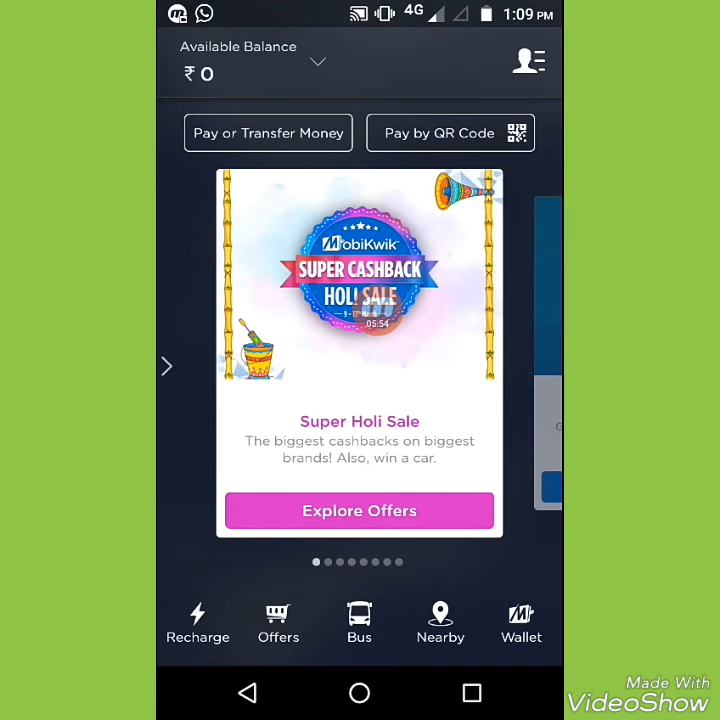 4G 1:09 PM
Available Balance
₹ 0
Pay or Transfer Money
Pay by QR Code
MobiKwik
SUPER CASHBACK
HOLI SALE
05:54
Super Holi Sale
The biggest cashbacks on biggest
brands! Also, win a car.
Explore Offers
Recharge
Offers
Bus
Nearby
Wallet
Made With
VideoShow